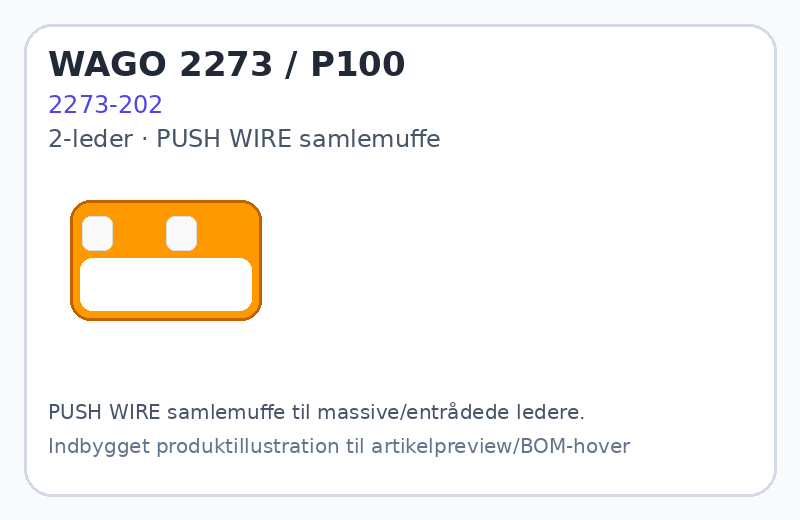 WAGO 2273 / P100
2273-202
2-leder · PUSH WIRE samlemuffe
PUSH WIRE samlemuffe til massive/entrådede ledere.
Indbygget produktillustration til artikelpreview/BOM-hover